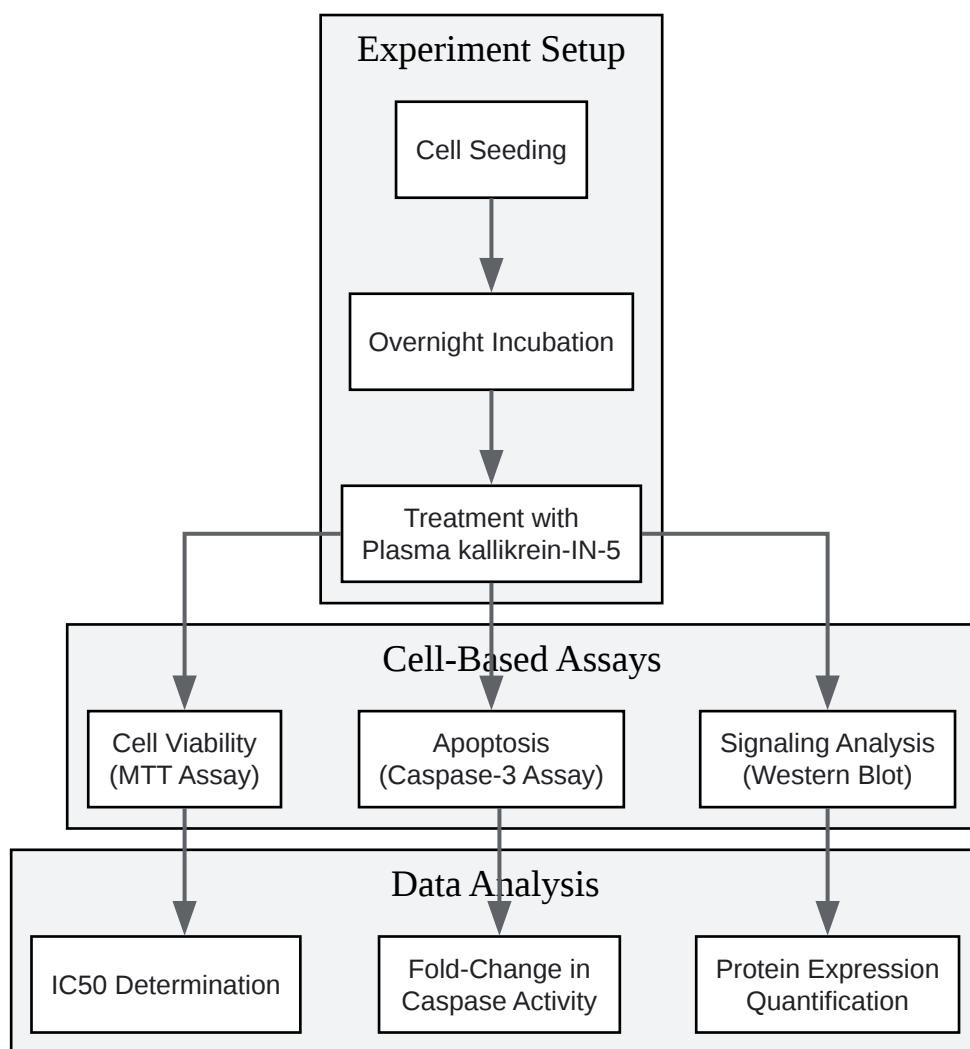 Experiment Setup
Cell Seeding
Overnight Incubation
Treatment with
Plasma kallikrein-IN-5
Cell-Based Assays
Cell Viability
(MTT Assay)
Apoptosis
(Caspase-3 Assay)
Signaling Analysis
(Western Blot)
Data Analysis
IC50 Determination
Fold-Change in
Caspase Activity
Protein Expression
Quantification